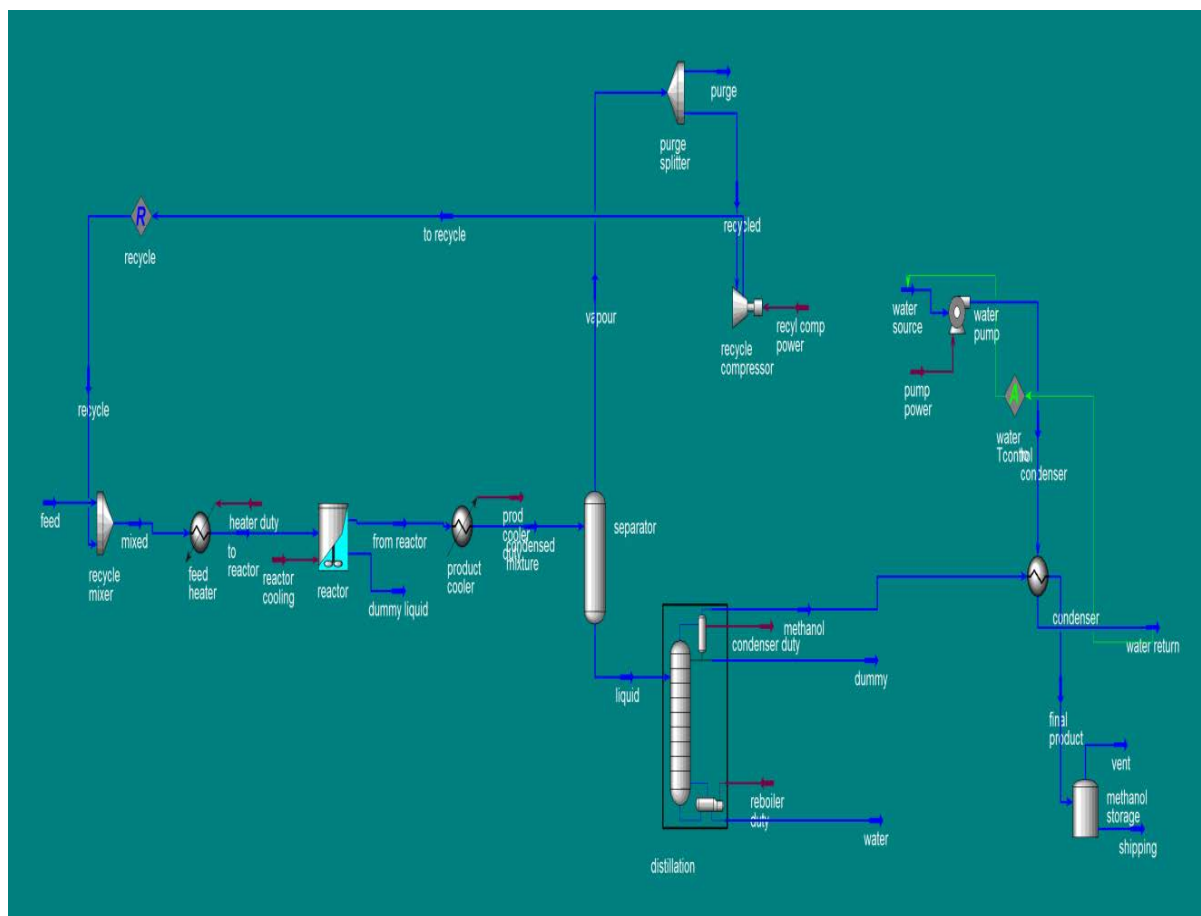 purge
purge
splitter
R
to recycle
recycled
recycle
water
source
water
pump
vapour
recycle
compressor
recyl comp
power
pump
power
A
recycle
water
Tcontrol
to
condenser
feed
mixed
recycle
mixer
heater duty
to
reactor
feed
heater
reactor
cooling
reactor
from reactor
dummy liquid
product
cooler
prod
cooler
duty
condensed
mixture
separator
methanol
condenser duty
condenser
water return
liquid
dummy
final
product
vent
methanol
storage
shipping
reboiler
duty
water
distillation